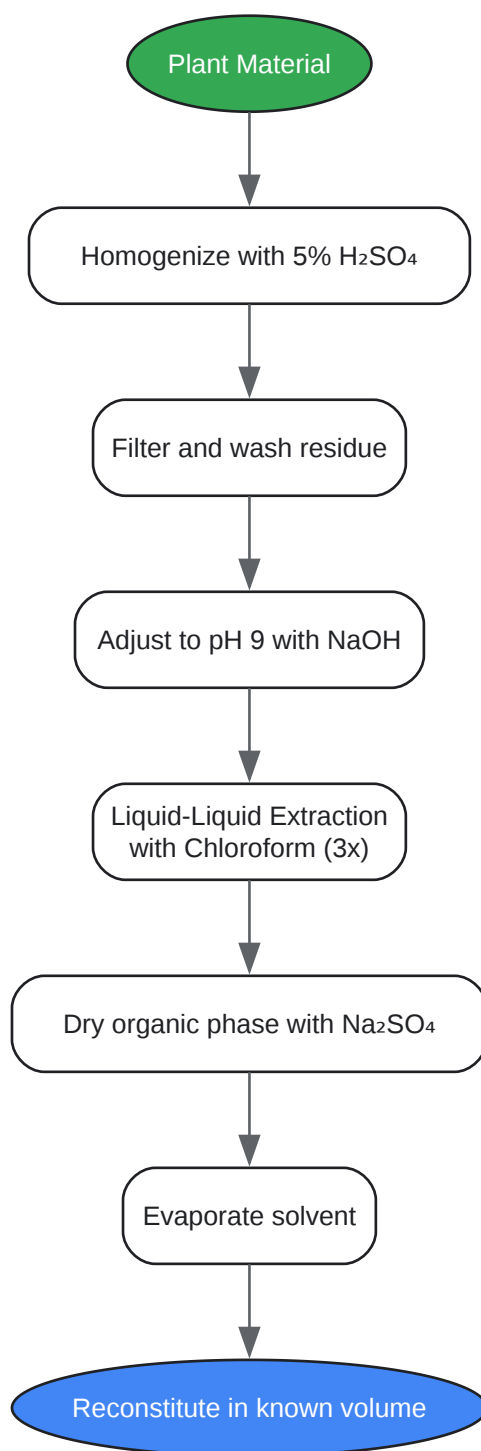 Plant Material
Homogenize with 5% H₂SO₄
Filter and wash residue
Adjust to pH 9 with NaOH
Liquid-Liquid Extraction
with Chloroform (3x)
Dry organic phase with Na₂SO₄
Evaporate solvent
Reconstitute in known volume